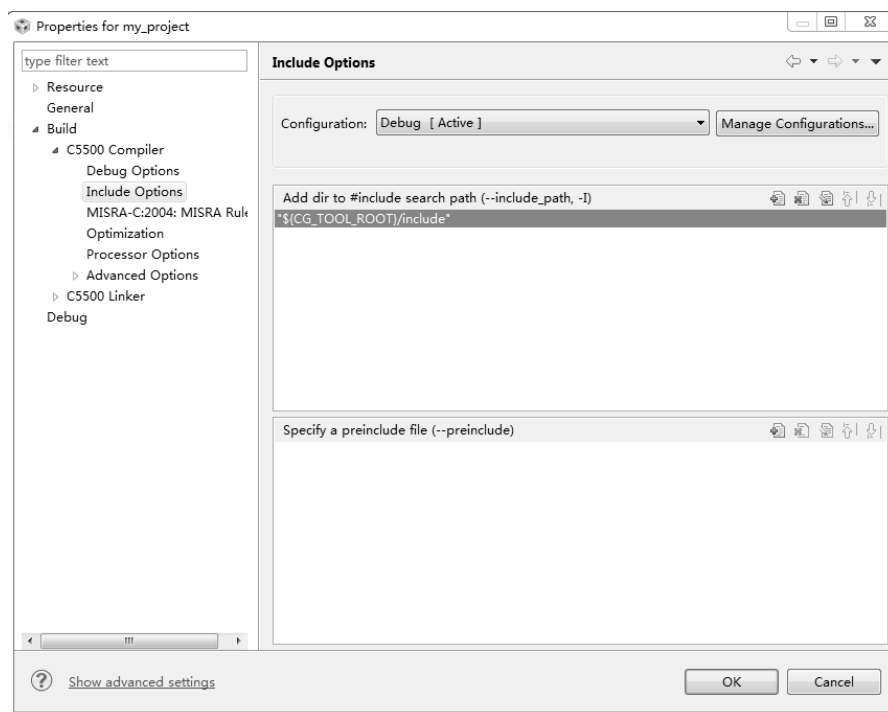 Properties for my_project
type filter text
Resource
General
Build
C5500 Compiler
Debug Options
Include Options
MISRA-C:2004: MISRA Rule
Optimization
Processor Options
Advanced Options
C5500 Linker
Debug
Include Options
Configuration: Debug [ Active ] Manage Configurations...
Add dir to #include search path (--include_path, -I)
"${CG_TOOL_ROOT}/include"
Specify a preinclude file (--preinclude)
Show advanced settings
OK Cancel